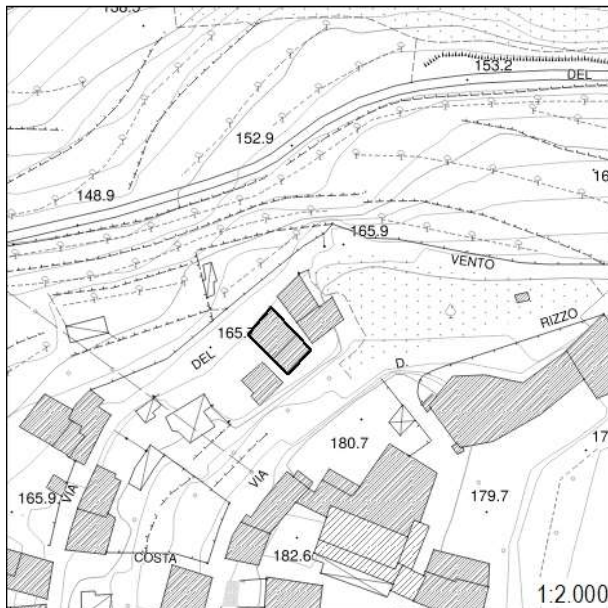 153.2
DEL
152.9
148.9
165.9
VENTO
RIZZO
165.
DEL
D.
180.7
165.9
VIA
VIA
179.7
182.6
COSTA
1:2.000